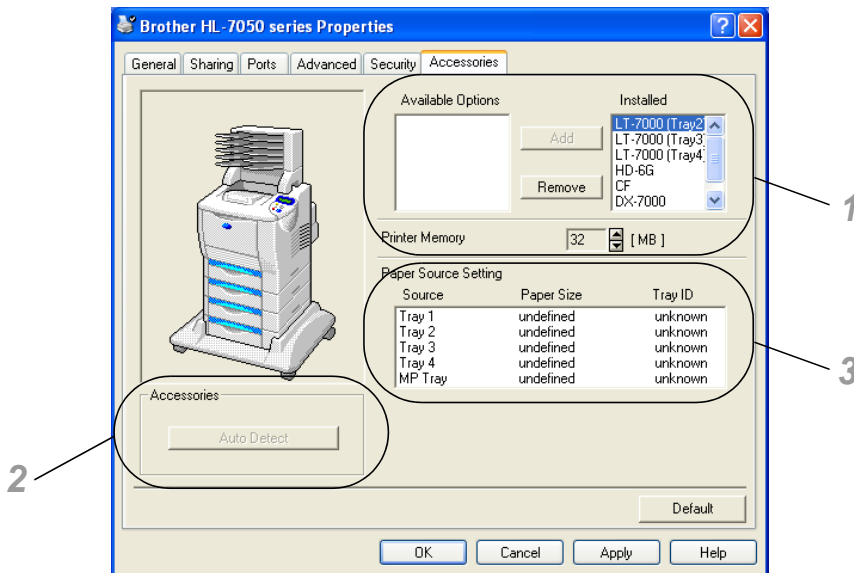 Brother HL-7050 series Properties
General Sharing Ports Advanced Security Accessories
Available Options Installed
Add
Remove
LT-7000 (Tray2
LT-7000 (Tray3
LT-7000 (Tray4
HD-6G
CF
DX-7000
1
Printer Memory 32 [ MB ]
Paper Source Setting
Source Paper Size Tray ID
Tray 1 undefined unknown
Tray 2 undefined unknown
Tray 3 undefined unknown
Tray 4 undefined unknown
MP Tray undefined unknown
3
Accessories
Auto Detect
2
Default
OK Cancel Apply Help